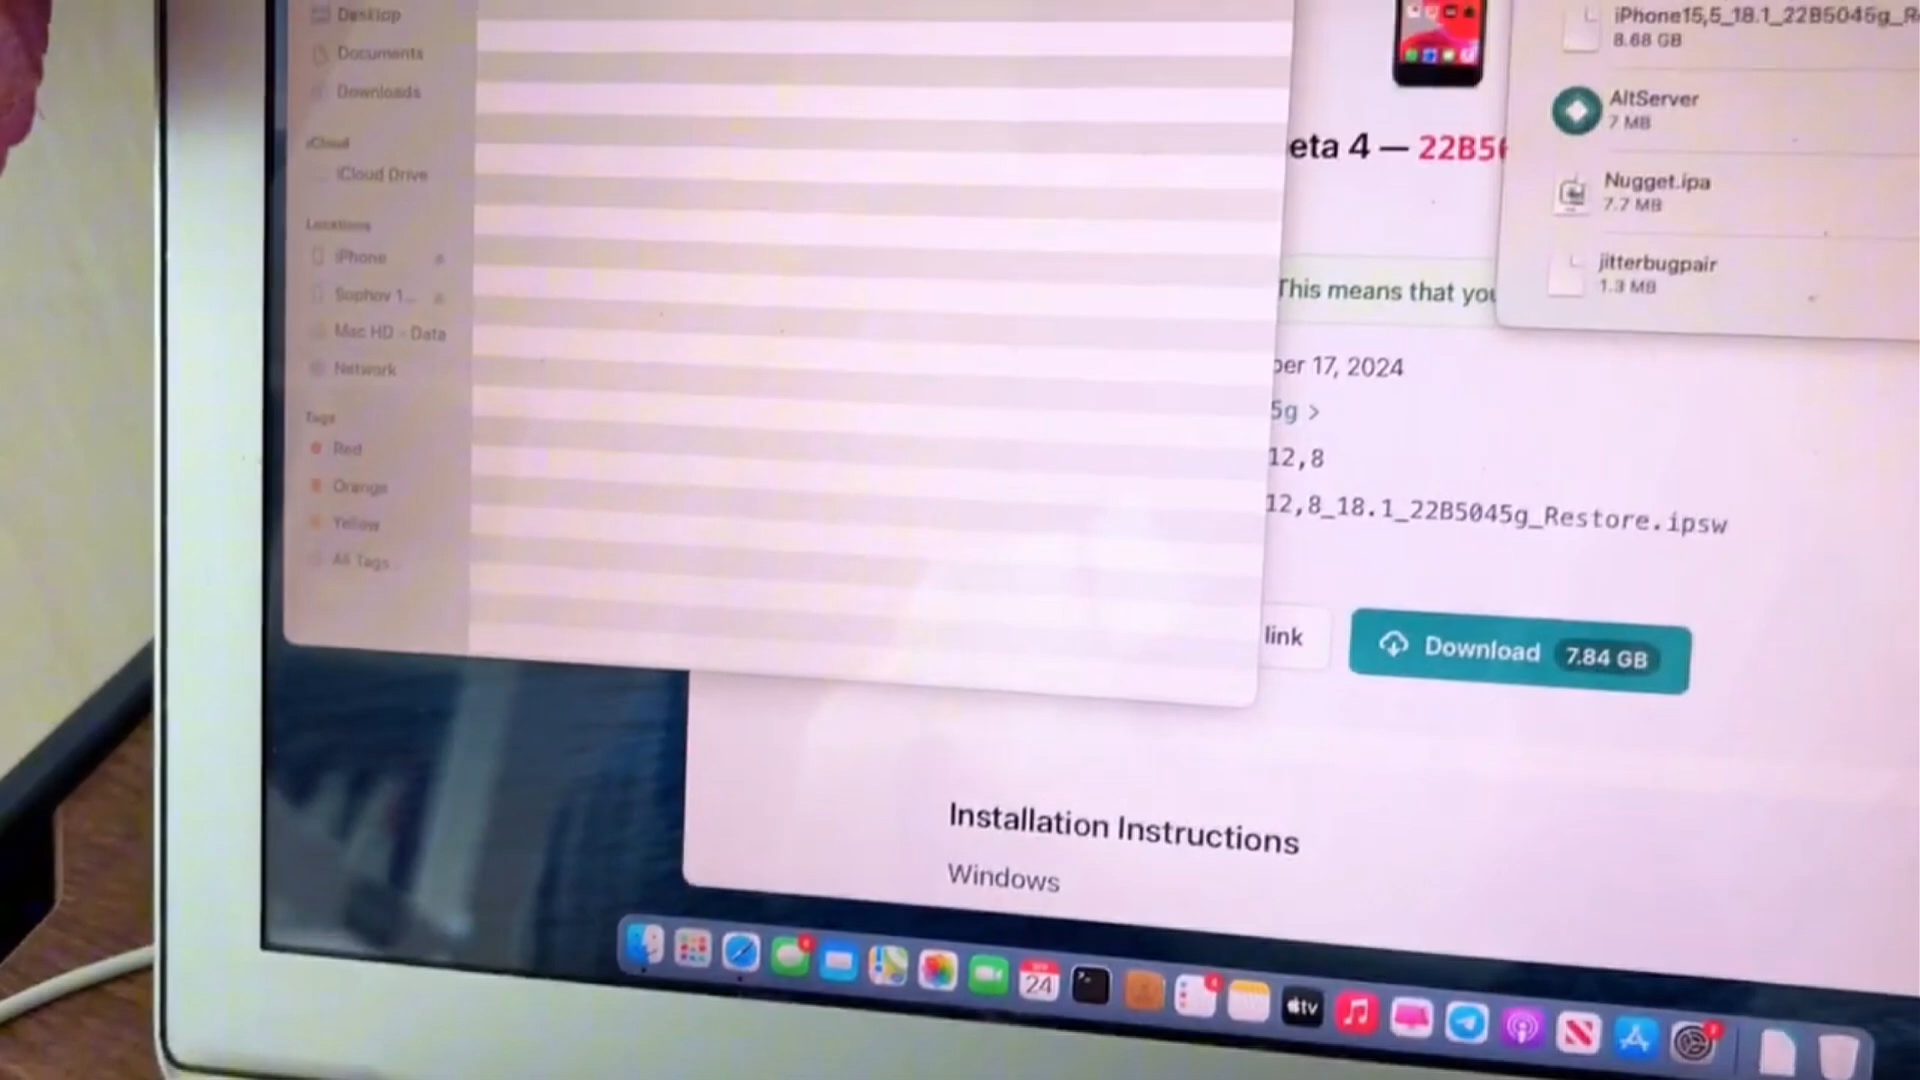 Desktop
Documents
Downloads
iCloud
iCloud Drive
Locations
iPhone
Sophov 1...
Mac HD - Data
Network
Tags
Red
Orange
Yellow
All Tags...
eta 4 — 22B5
This means that you
ber 17, 2024
5g >
12,8
12,8_18.1_22B5045g_Restore.ipsw
link
Download 7.84 GB
Installation Instructions
Windows
iPhone15,5_18.1_22B5045g_R
8.68 GB
AltServer
7 MB
Nugget.ipa
7.7 MB
jitterbugpair
1.3 MB
24
tv